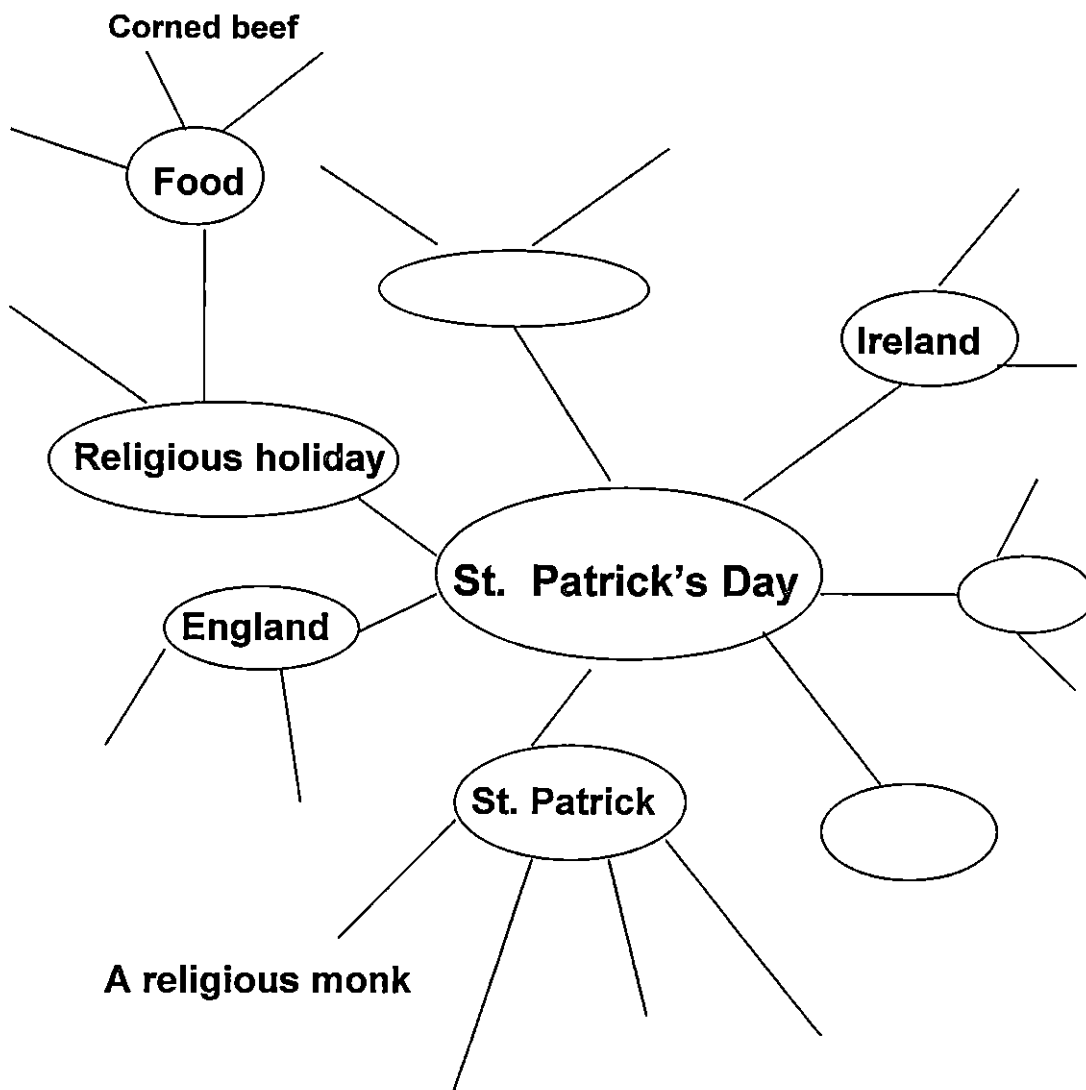 Corned beef
Food
Ireland
Religious holiday
St. Patrick's Day
England
St. Patrick
A religious monk